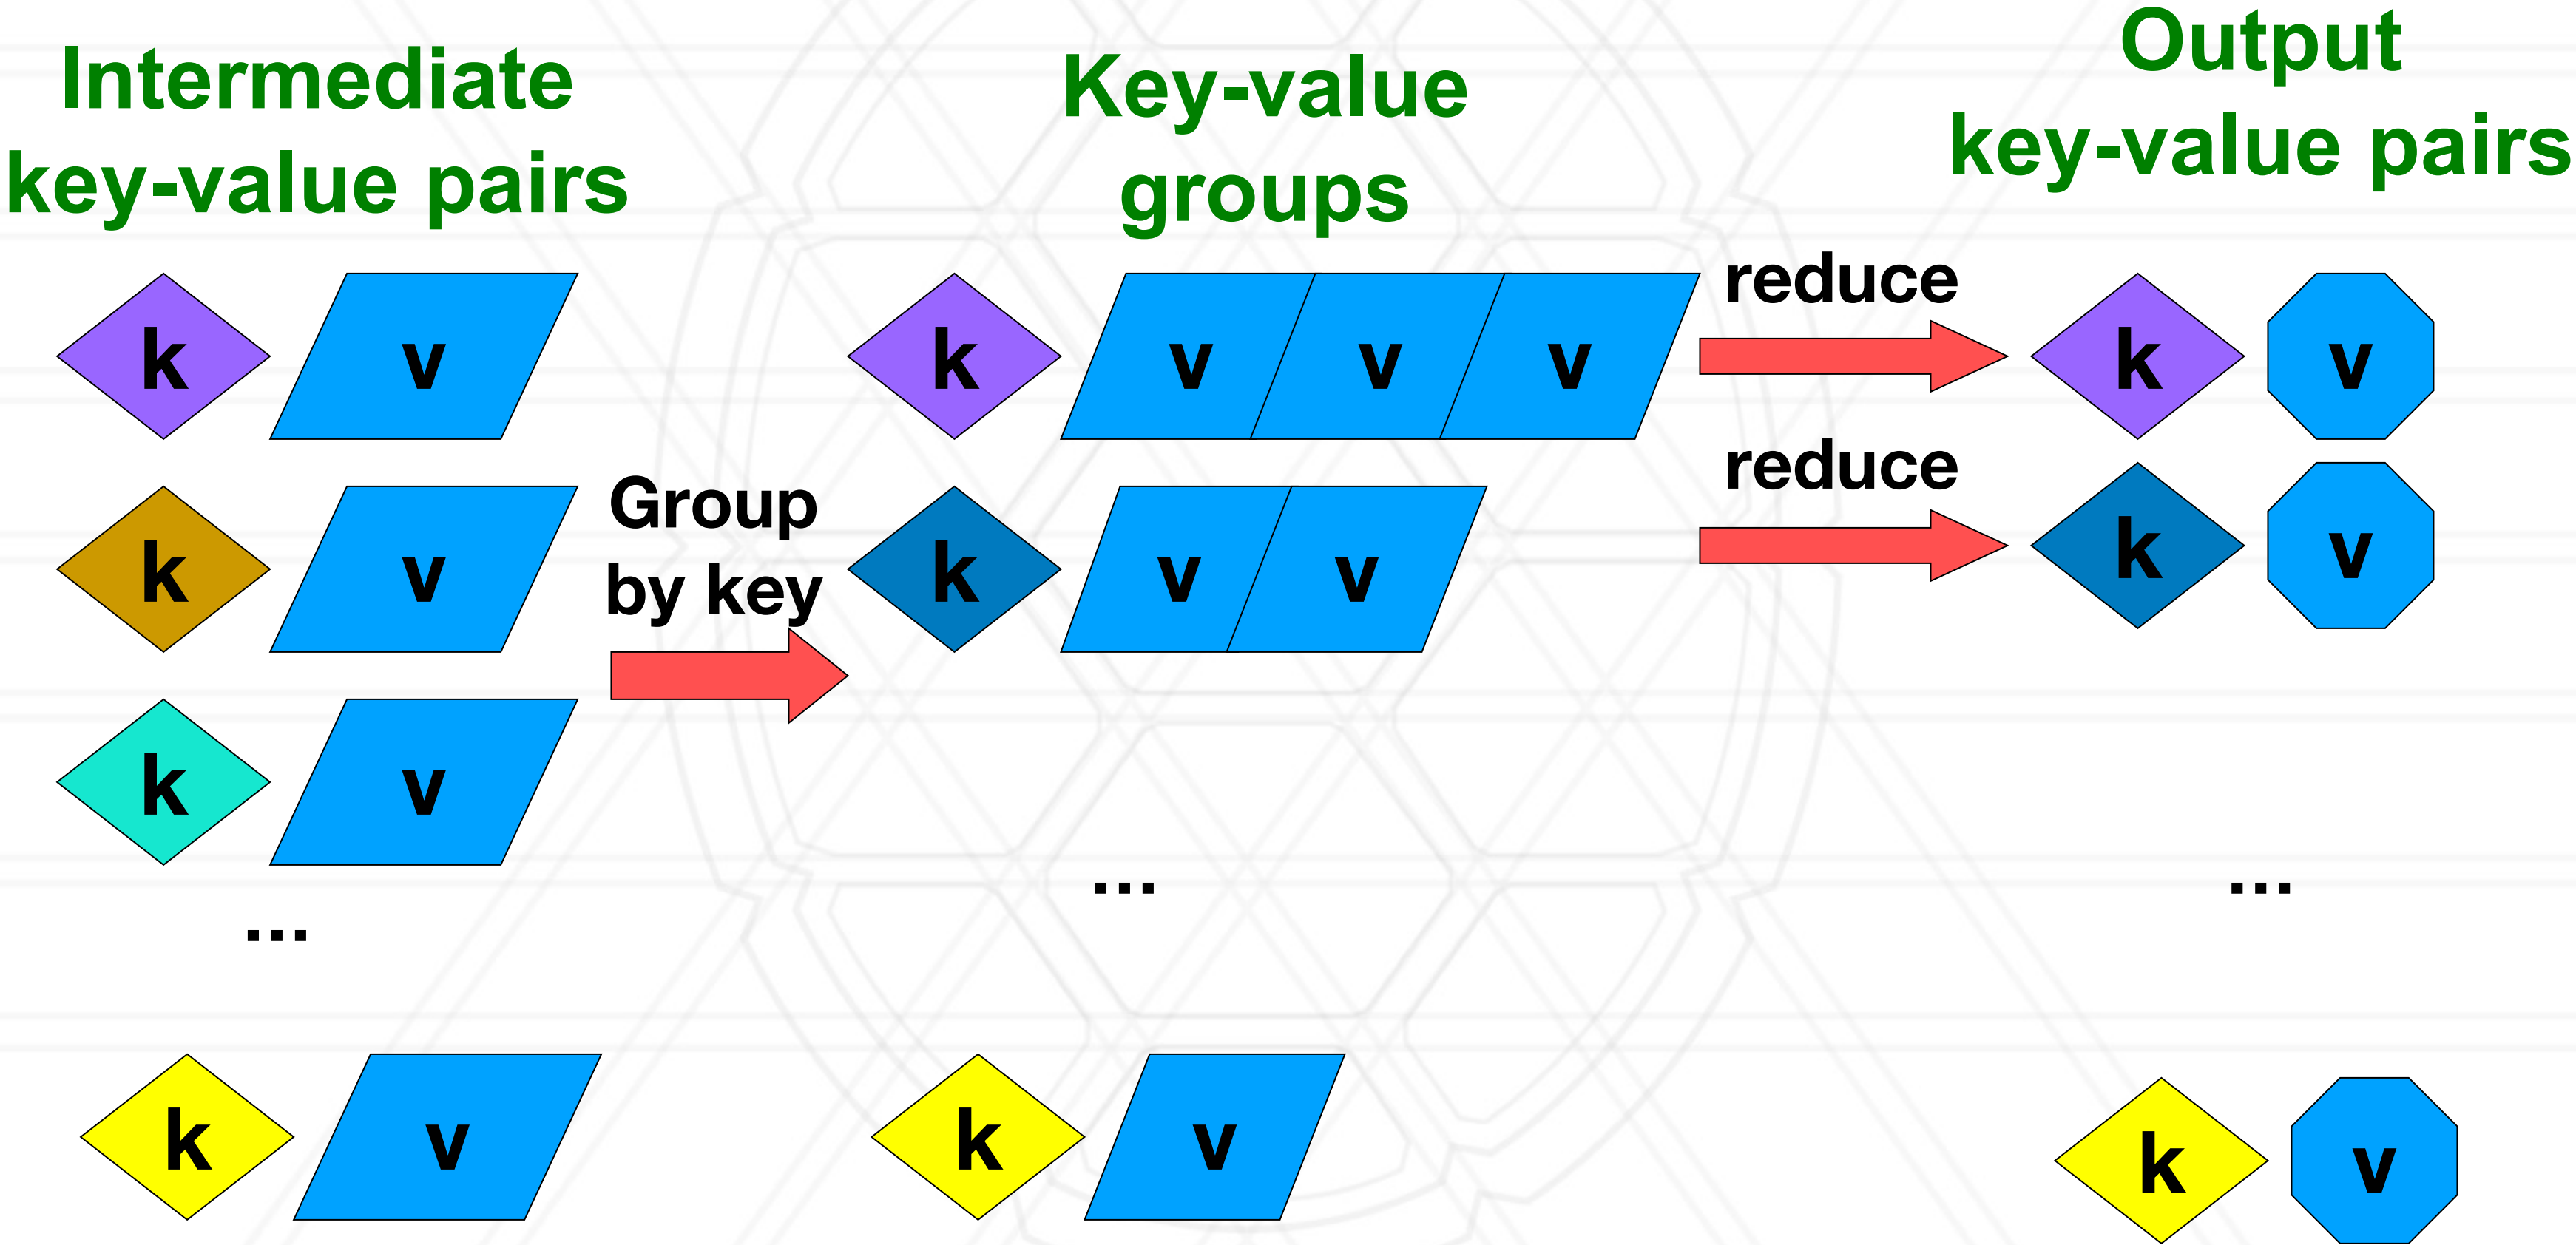 Intermediate
key-value pairs
Key-value
groups
Output
key-value pairs
k v
k v
k v
...
k v
Group
by key
k v v v
k v v
...
k v
reduce
reduce
k v
k v
...
k v